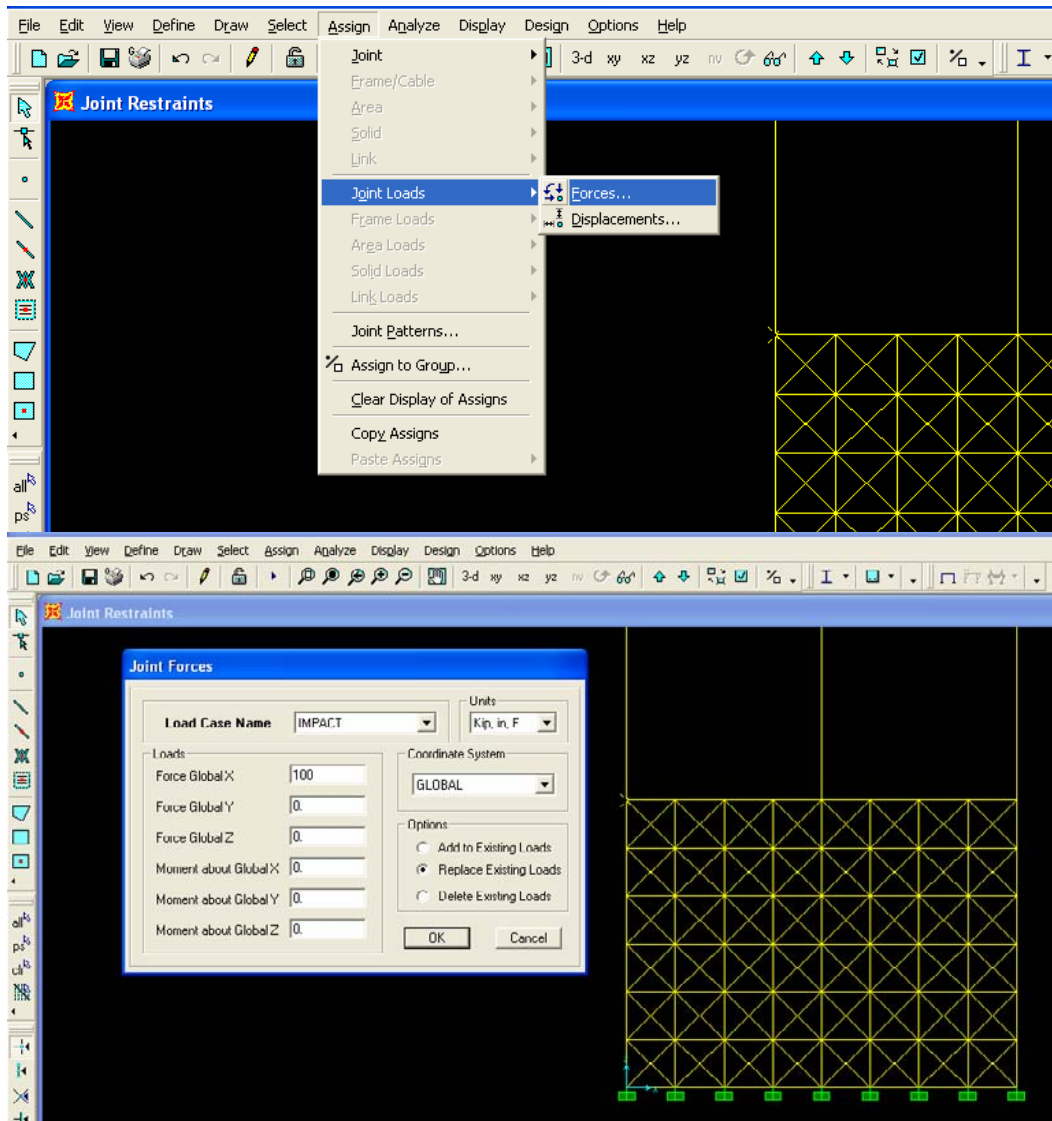 File Edit View Define Draw Select Assign Analyze Display Design Options Help
3-d xy xz yz nv
Joint Restraints
Joint
Frame/Cable
Area
Solid
Link
Joint Loads
Forces...
Frame Loads
Displacements...
Area Loads
Solid Loads
Link Loads
Joint Patterns...
Assign to Group...
Clear Display of Assigns
Copy Assigns
Paste Assigns
all
ps
File Edit View Define Draw Select Assign Analyze Display Design Options Help
3-d xy xz yz nv
Joint Restraints
Joint Forces
Units
Load Case Name IMPACT Kip, in, F
Loads
Coordinate System
Force Global X 100
GLOBAL
Force Global Y 0.
Options
Force Global Z 0.
Add to Existing Loads
Moment about Global X 0.
Replace Existing Loads
Moment about Global Y 0.
Delete Existing Loads
Moment about Global Z 0.
OK Cancel
all
ps
clr